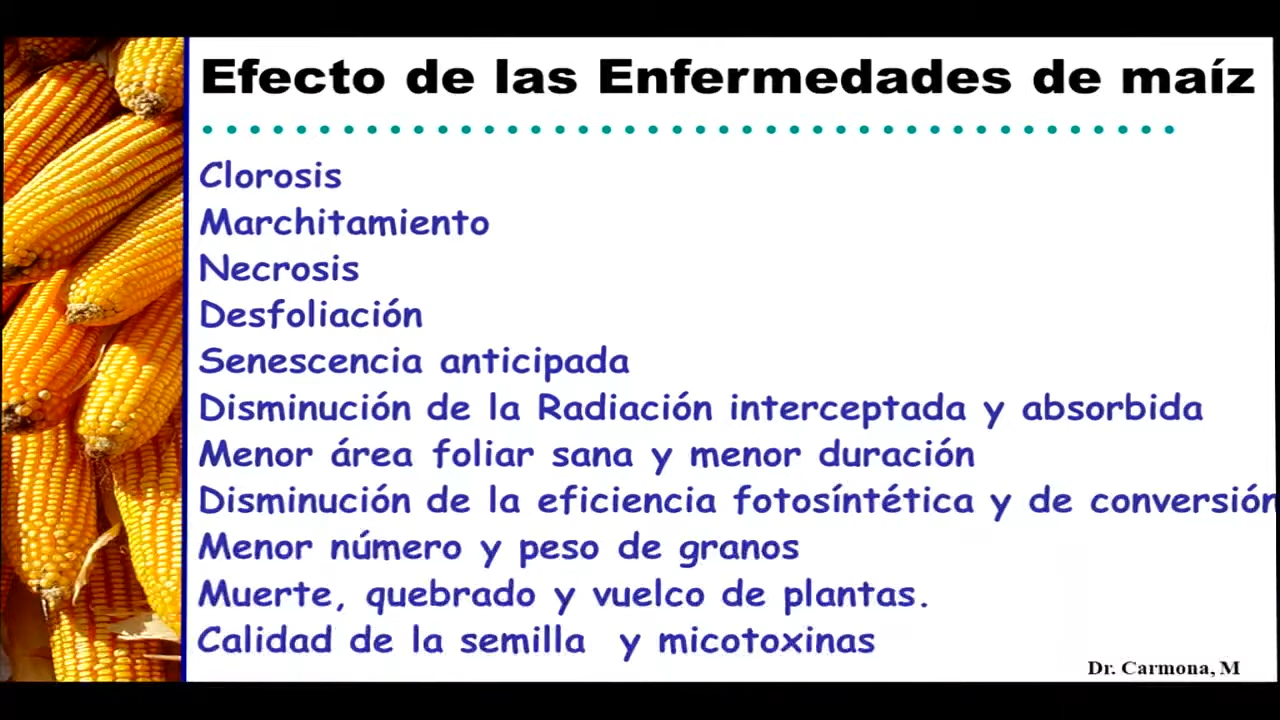 Efecto de las Enfermedades de maíz
Clorosis
Marchitamiento
Necrosis
Desfoliación
Senescencia anticipada
Disminución de la Radiación interceptada y absorbida
Menor área foliar sana y menor duración
Disminución de la eficiencia fotosíntética y de conversión
Menor número y peso de granos
Muerte, quebrado y vuelco de plantas.
Calidad de la semilla y micotoxinas
Dr. Carmona, M